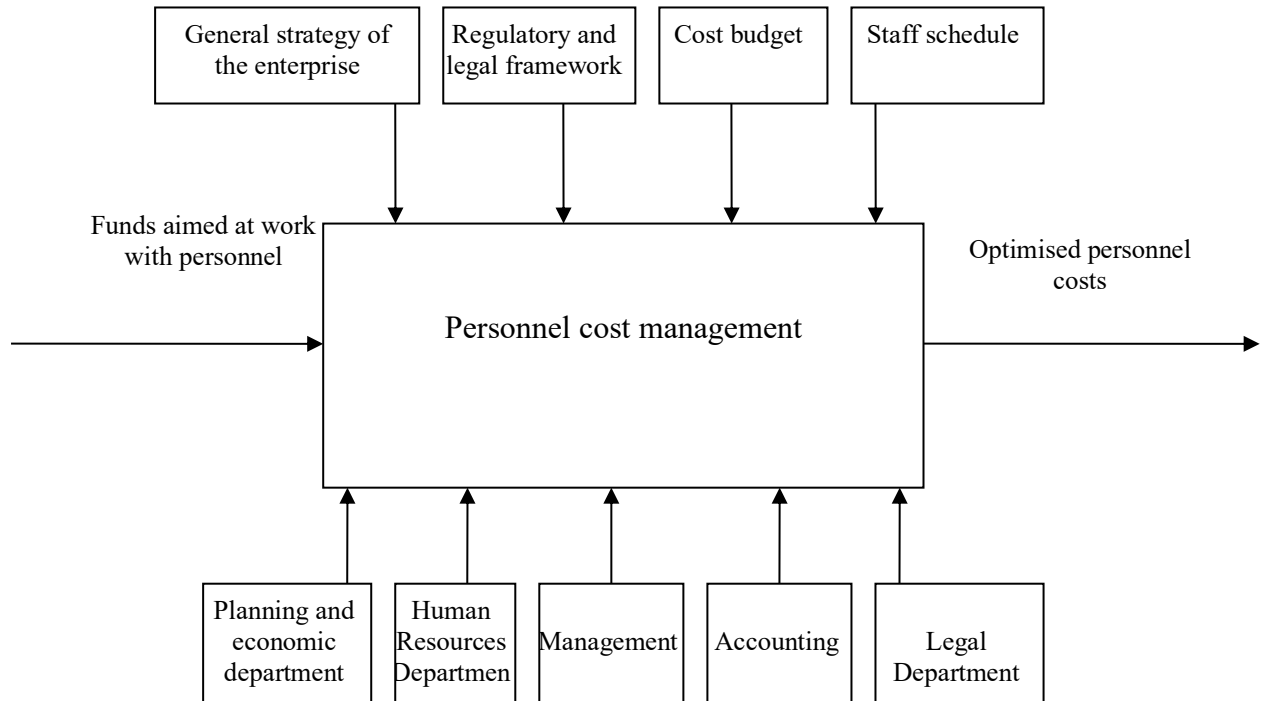 General strategy of
the enterprise
Regulatory and
legal framework
Cost budget
Staff schedule
Funds aimed at work
with personnel
Optimised personnel
costs
Personnel cost management
Planning and
economic
department
Human
Resources
Departmen
Management
Accounting
Legal
Department